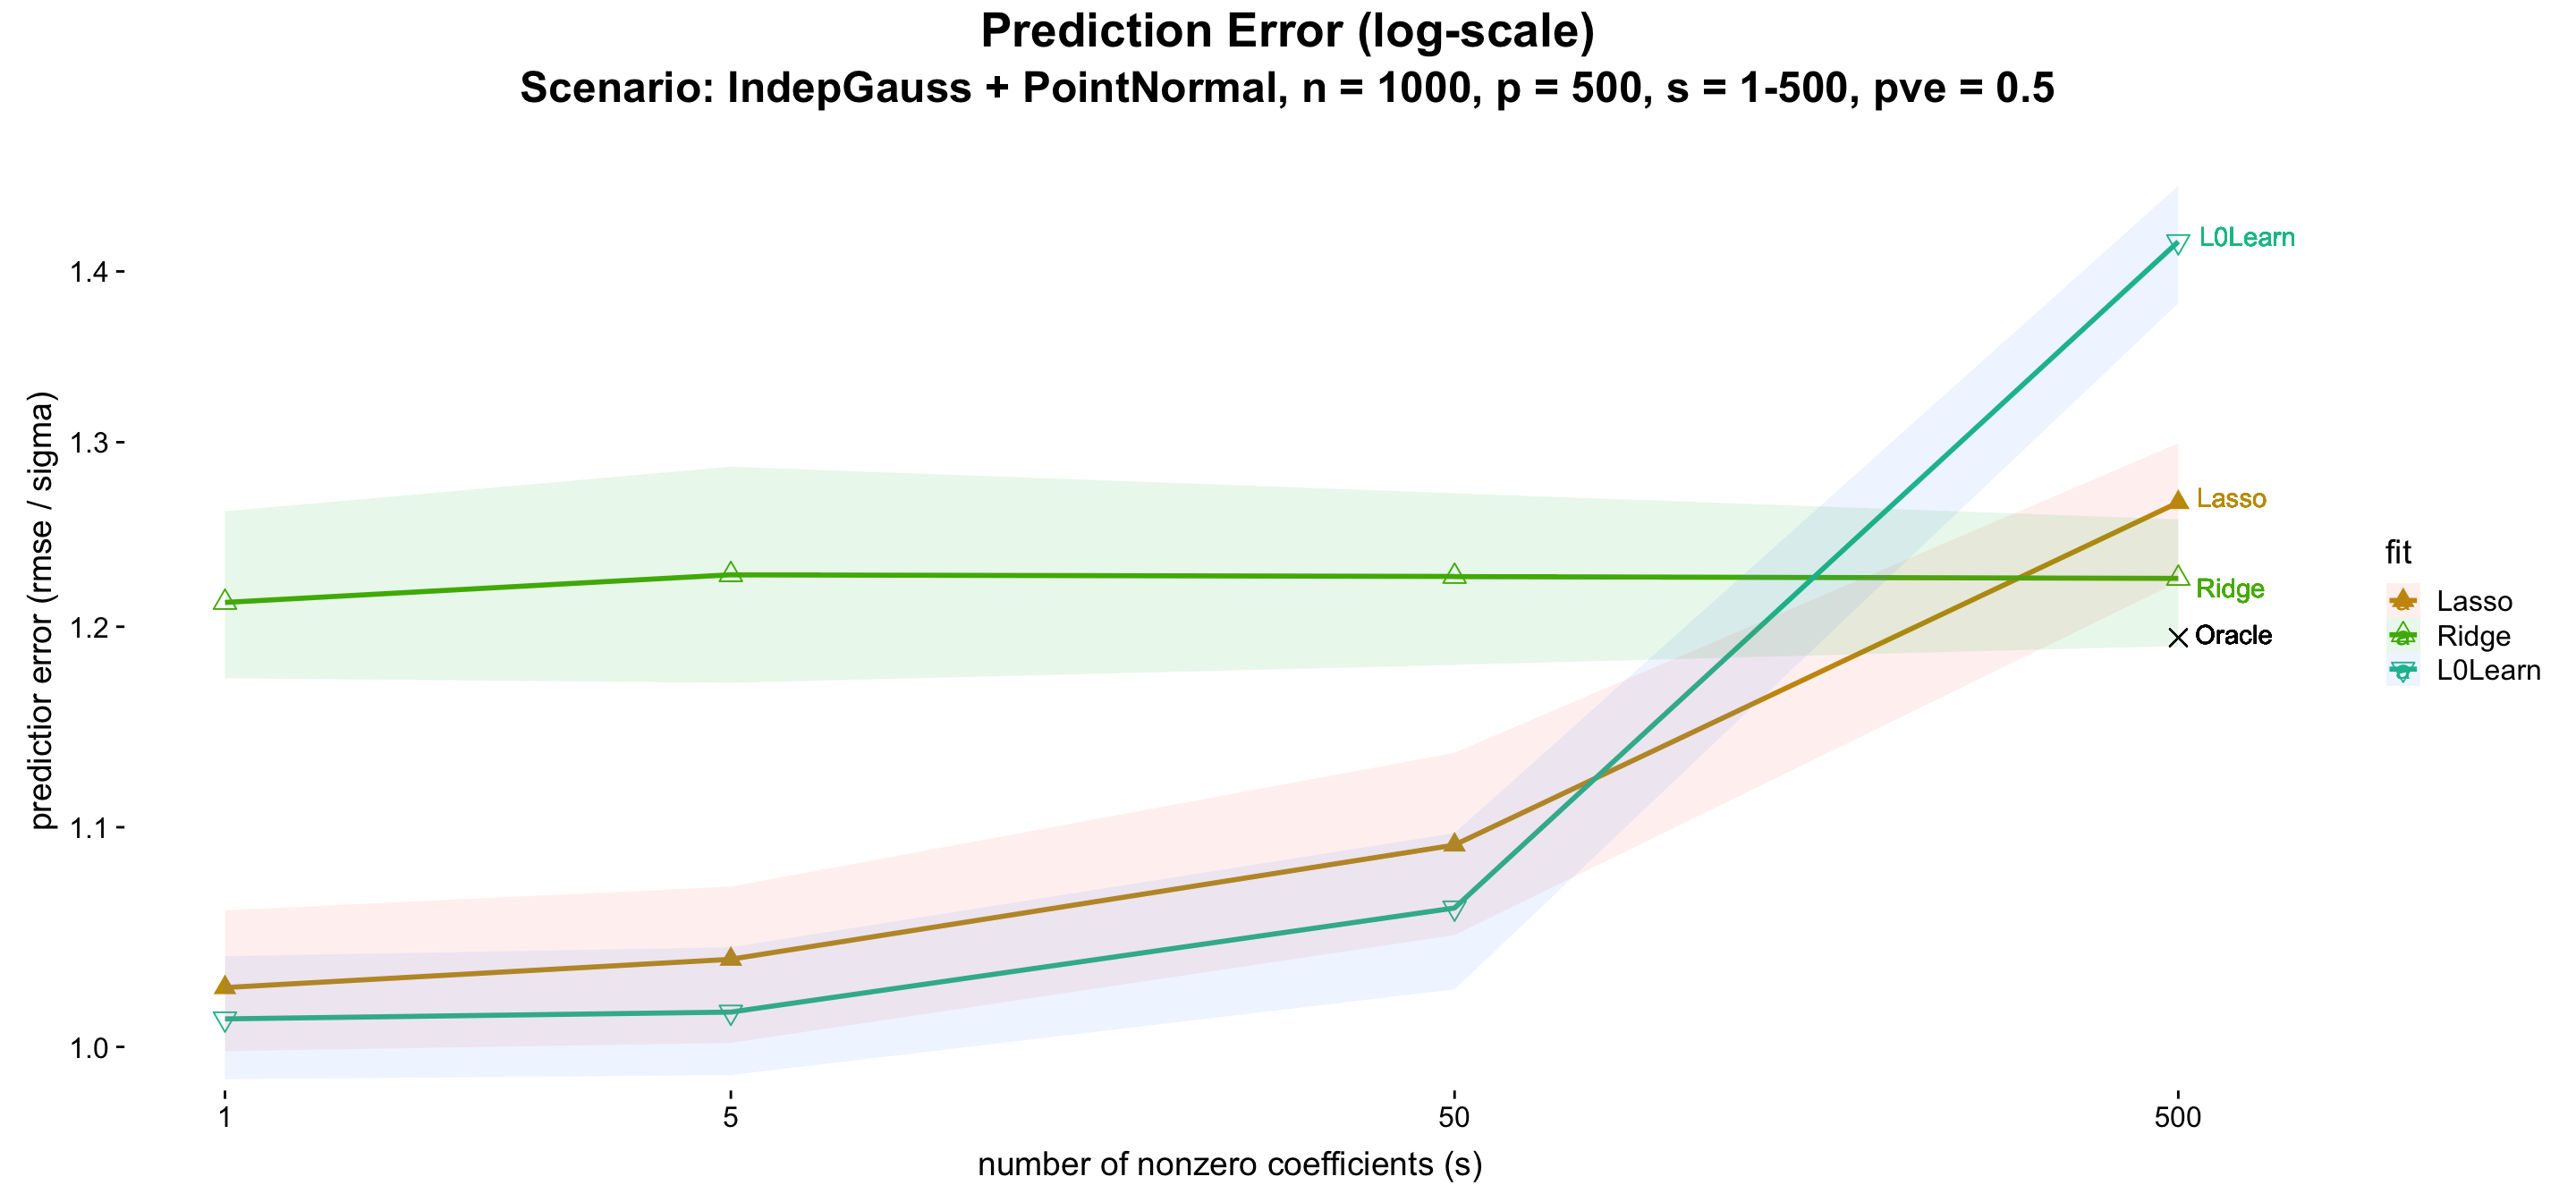 Prediction Error (log-scale)
Scenario: IndepGauss + PointNormal, n = 1000, p = 500, s = 1-500, pve = 0.5
predictior error (rmse / sigma)
1.4
1.3
1.2
1.1
1.0
L0Learn
Lasso
Ridge
Oracle
fit
Lasso
Ridge
L0Learn
1
5
50
500
number of nonzero coefficients (s)